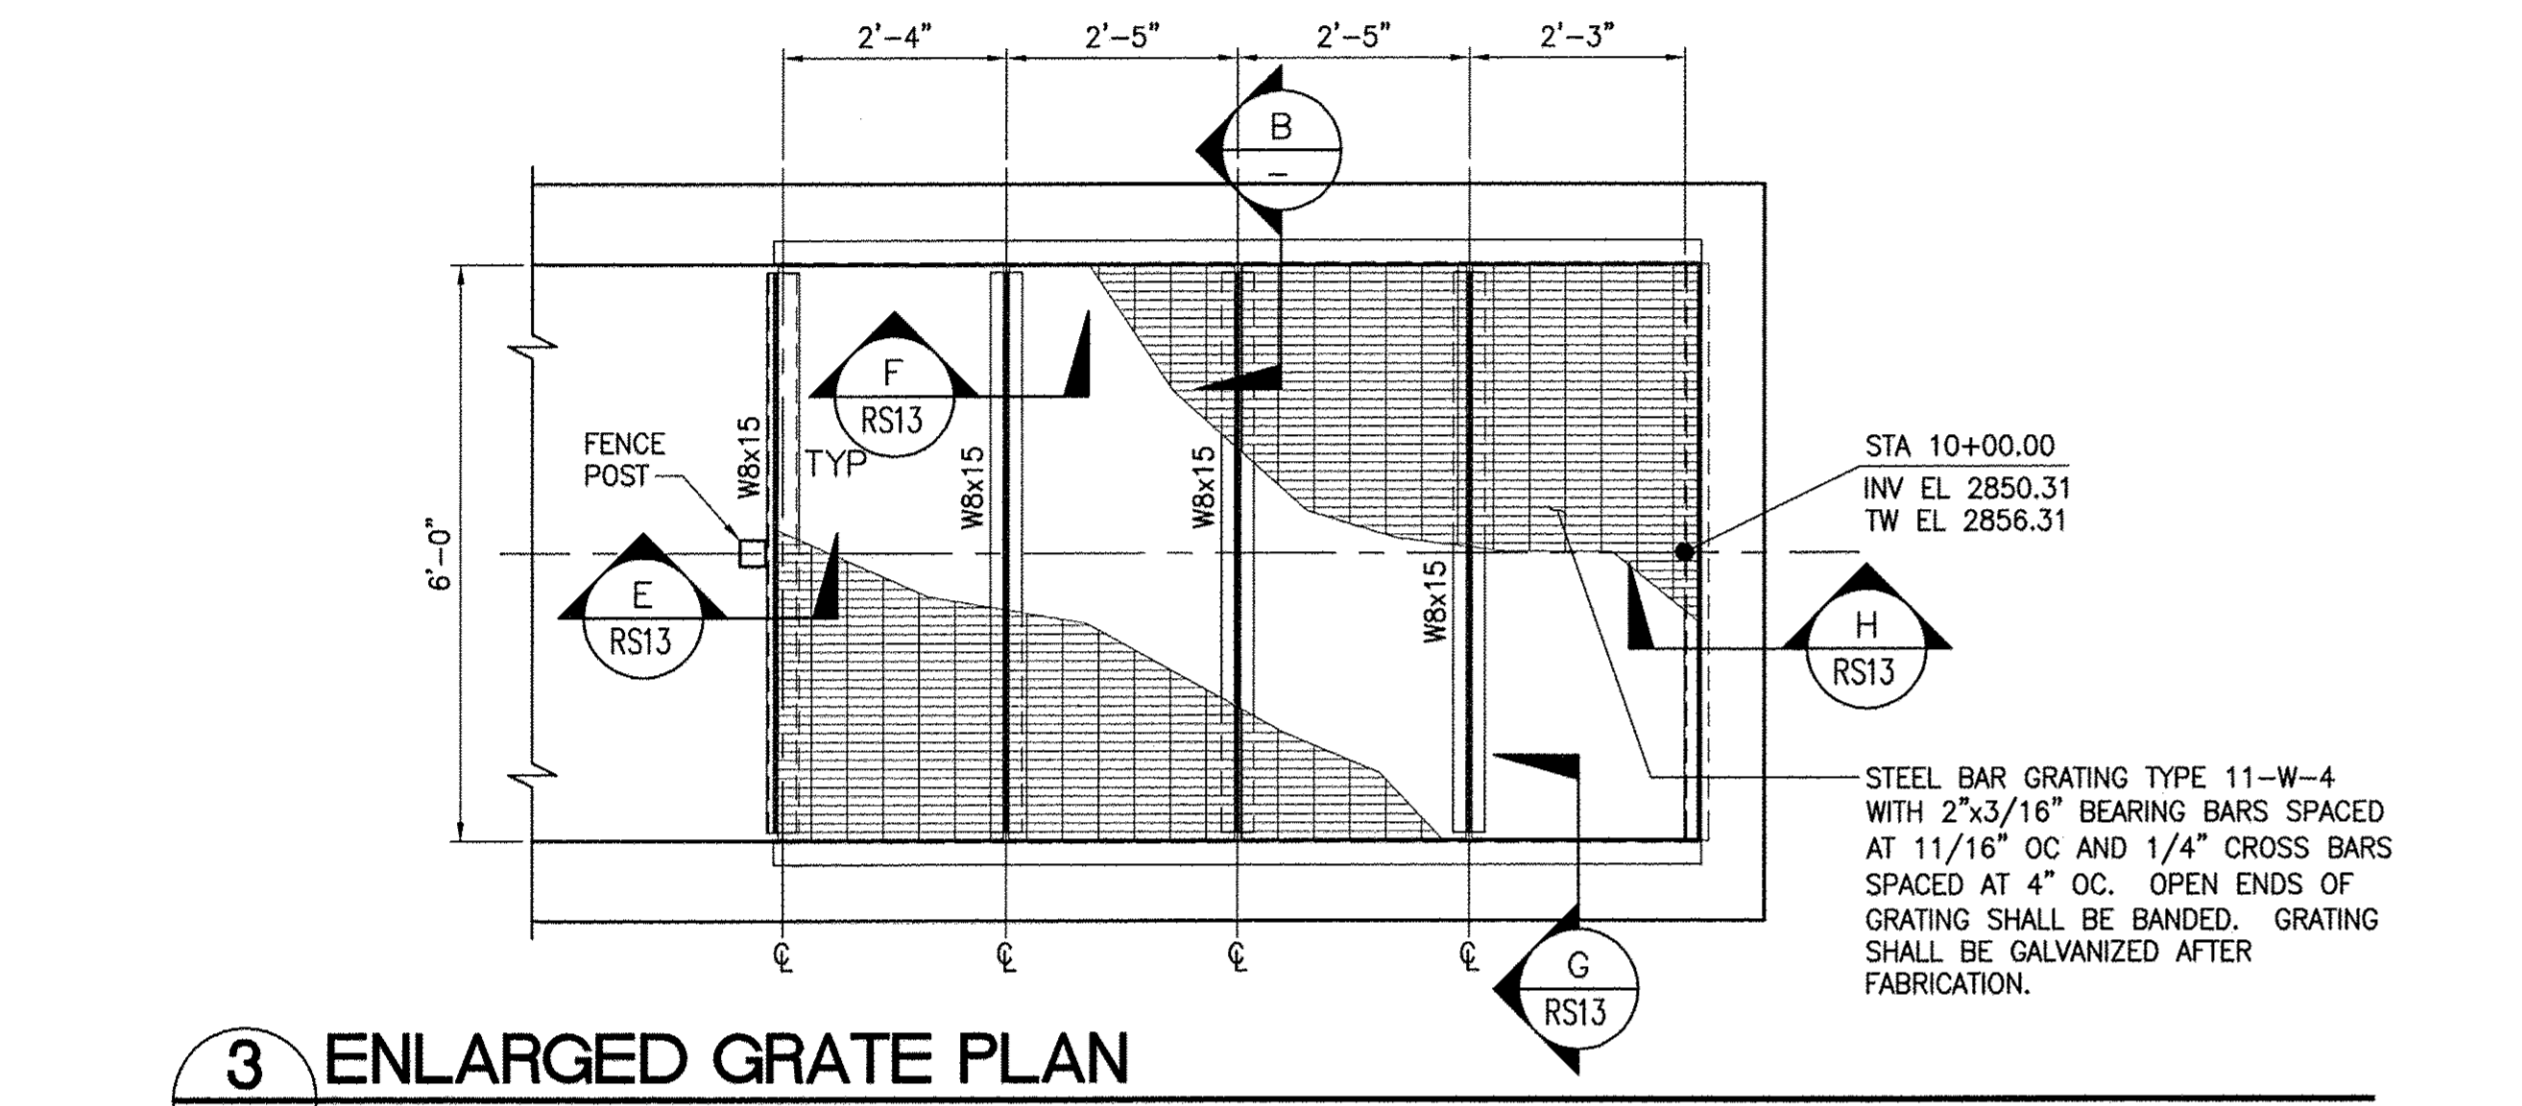 2'-4" 2'-5" 2'-5" 2'-3"
B
-
F
RS13
W8x15
TYP
W8x15
W8x15
W8x15
FENCE
POST
6'-0"
E
RS13
STA 10+00.00
INV EL 2850.31
TW EL 2856.31
H
RS13
STEEL BAR GRATING TYPE 11-W-4
WITH 2"x3/16" BEARING BARS SPACED
AT 11/16" OC AND 1/4" CROSS BARS
SPACED AT 4" OC. OPEN ENDS OF
GRATING SHALL BE BANDED. GRATING
SHALL BE GALVANIZED AFTER
FABRICATION.
℄ ℄ ℄ ℄
G
RS13
3 ENLARGED GRATE PLAN